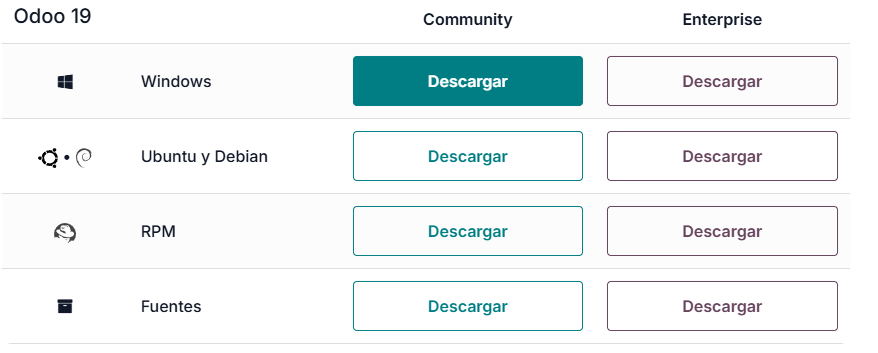 Odoo 19 Community Enterprise
Windows Descargar Descargar
Ubuntu y Debian Descargar Descargar
RPM Descargar Descargar
Fuentes Descargar Descargar